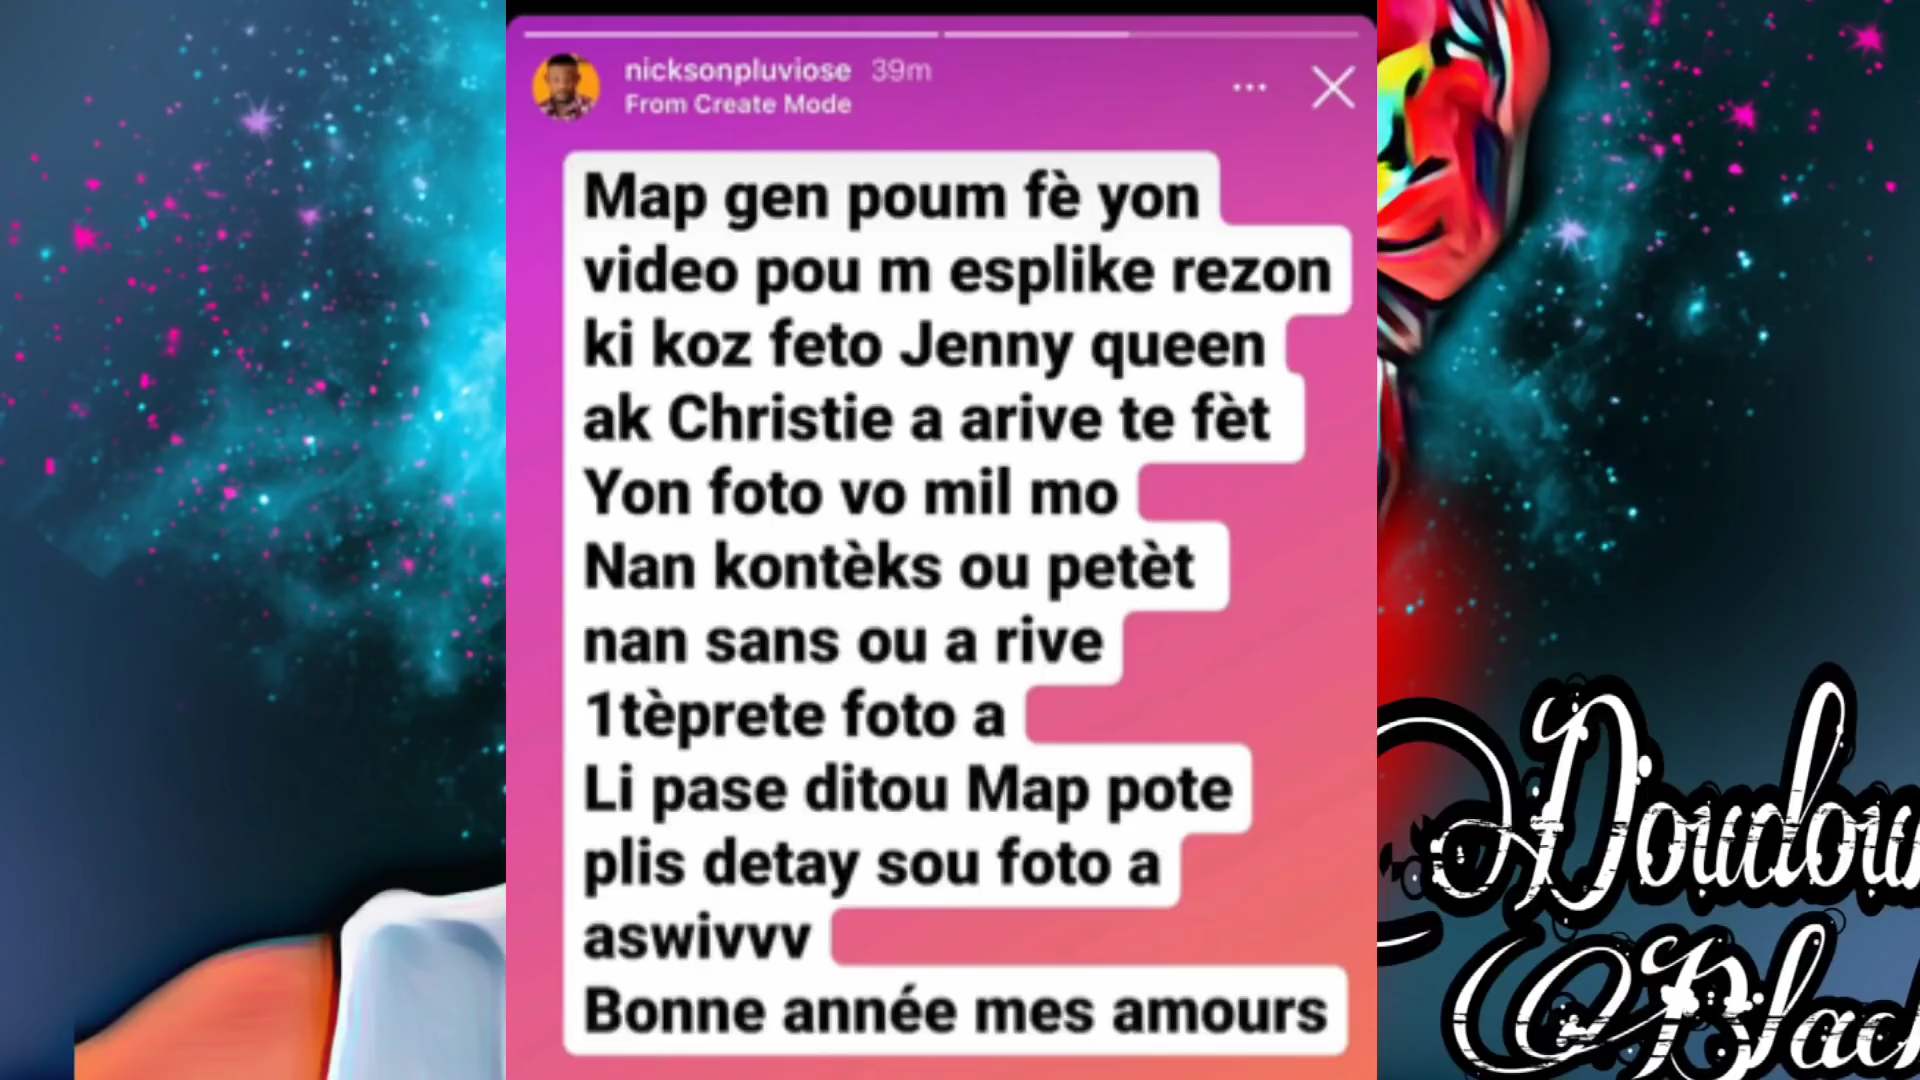 nicksonpluviose 39m
From Create Mode
Map gen poum fè yon
video pou m esplike rezon
ki koz feto Jenny queen
ak Christie a arive te fèt
Yon foto vo mil mo
Nan kontèks ou petèt
nan sans ou a rive
1tèprete foto a
Li pase ditou Map pote
plis detay sou foto a
aswivvv
Bonne année mes amours
Doudou
Black